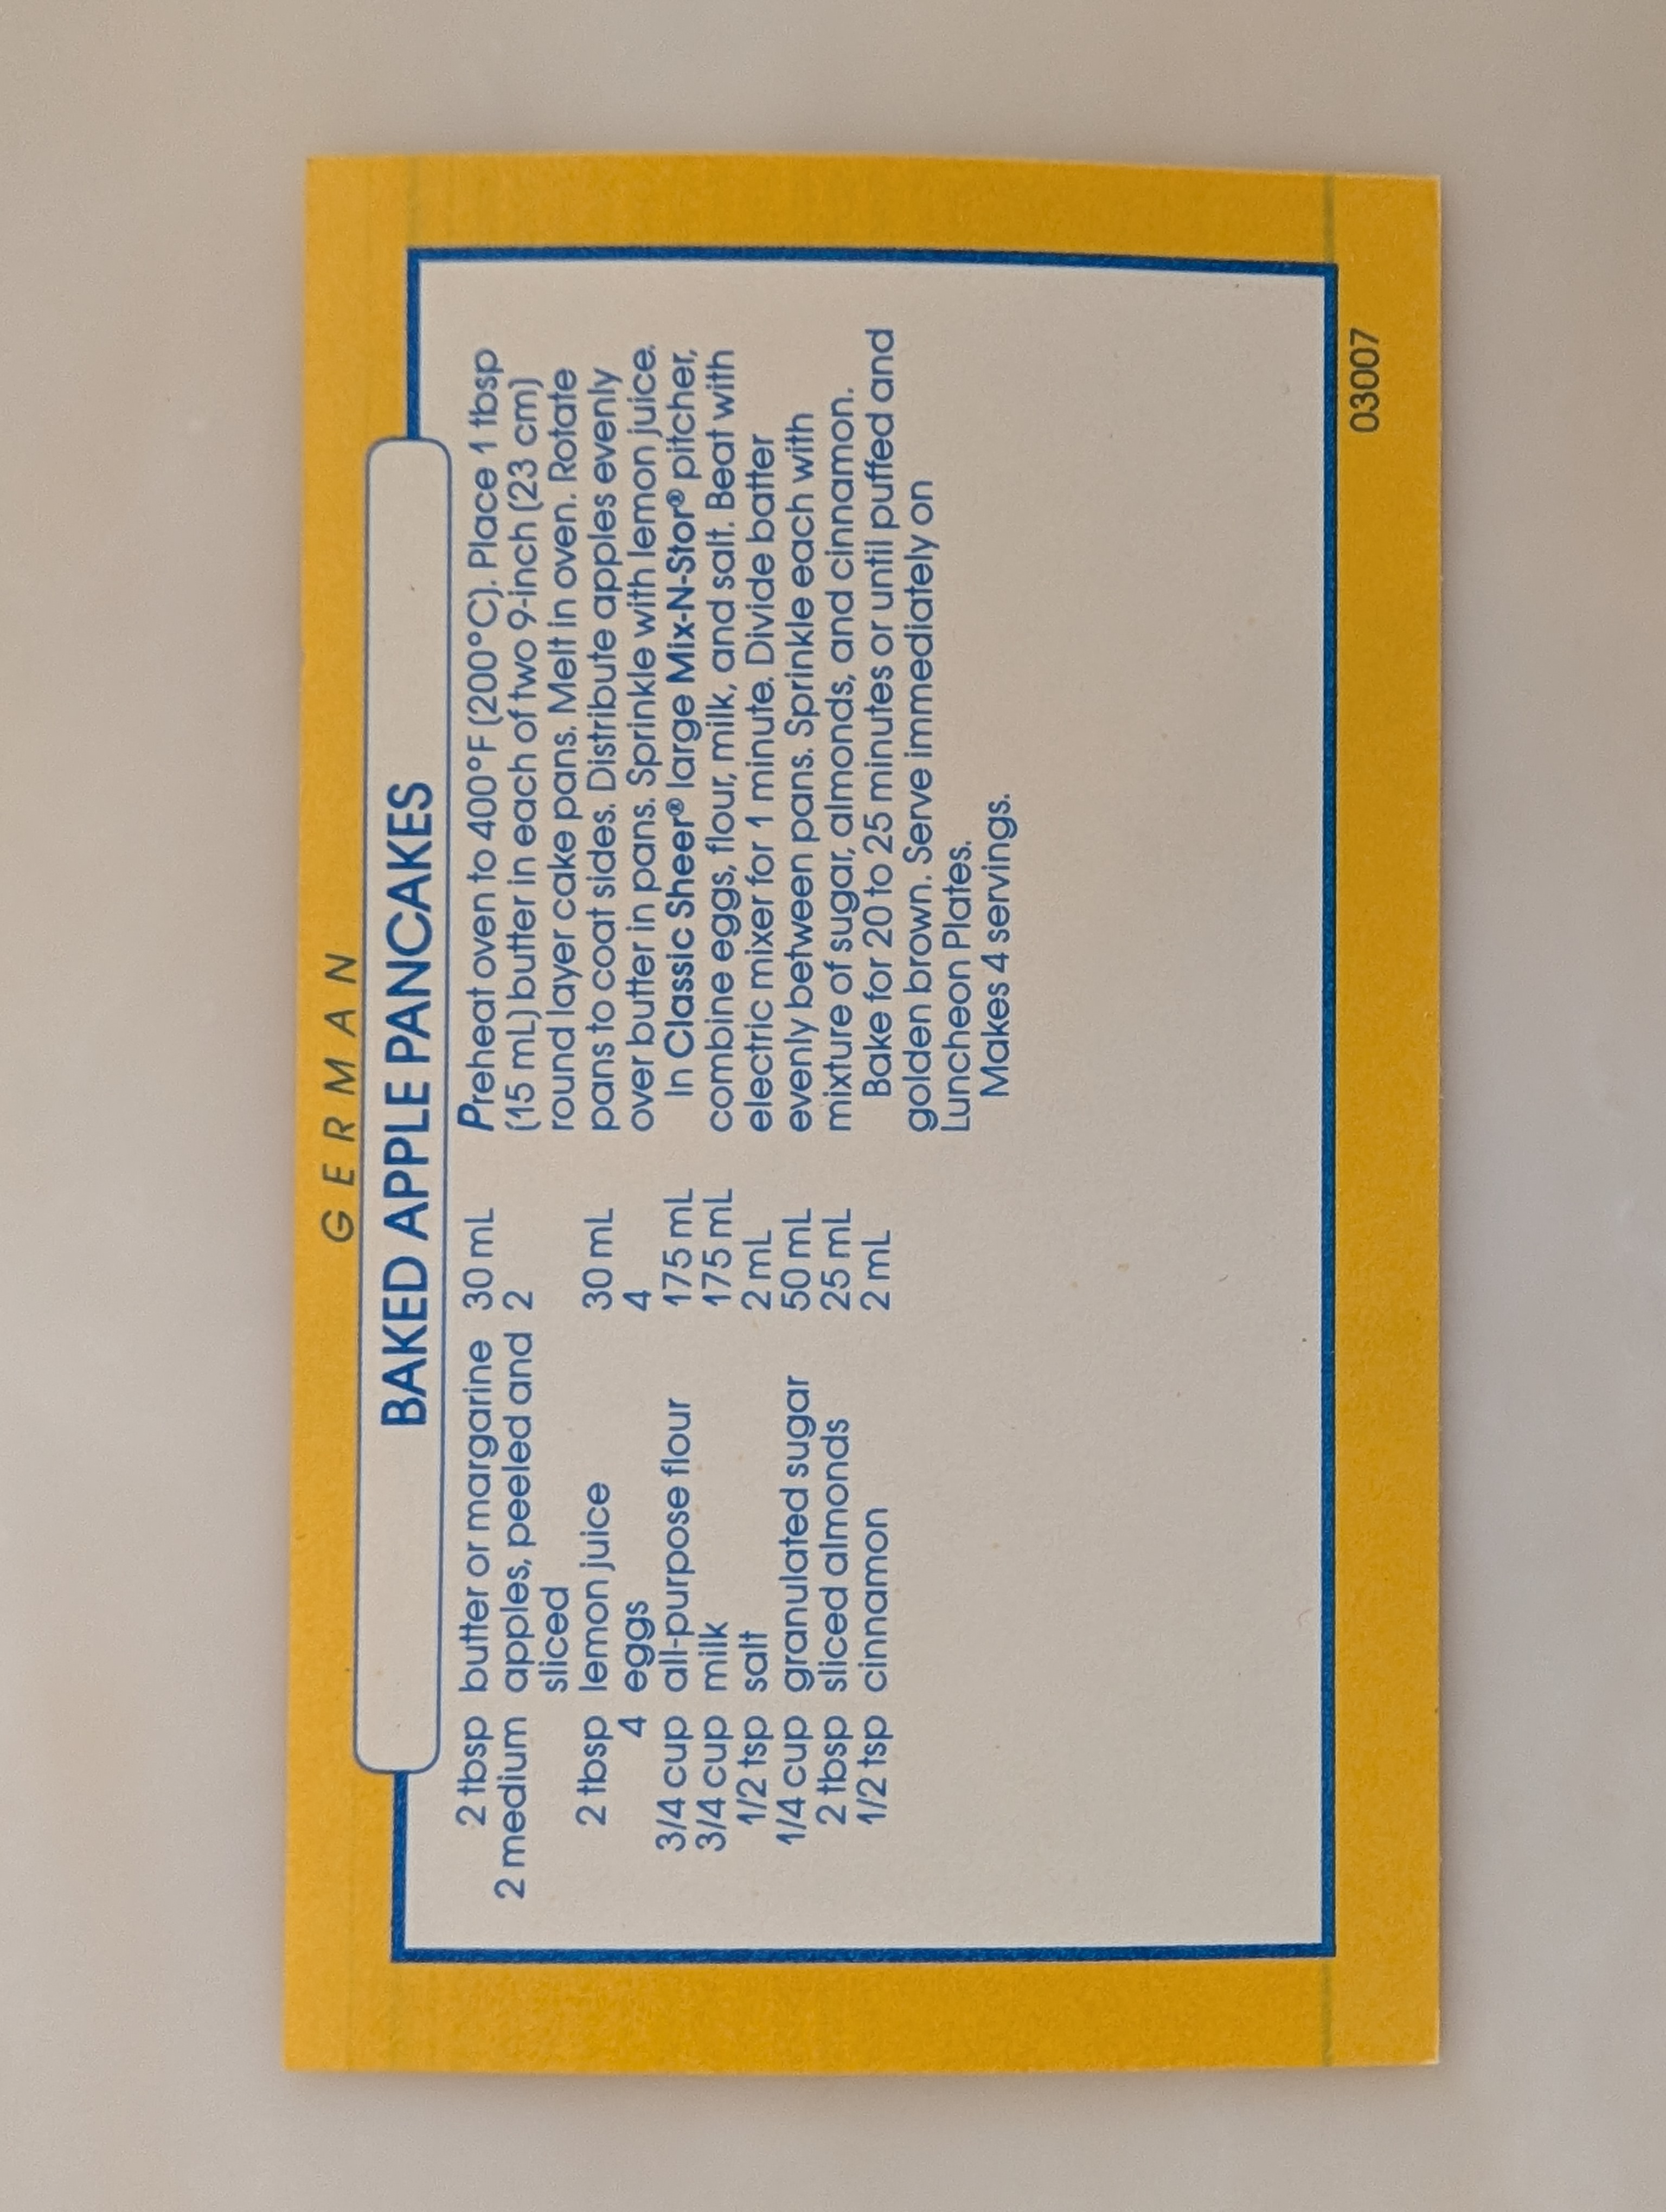 GERMAN
BAKED APPLE PANCAKES
2 tbsp butter or margarine 30 mL
2 medium apples, peeled and 2
sliced
2 tbsp lemon juice 30 mL
4 eggs 4
3/4 cup all-purpose flour 175 mL
3/4 cup milk 175 mL
1/2 tsp salt 2 mL
1/4 cup granulated sugar 50 mL
2 tbsp sliced almonds 25 mL
1/2 tsp cinnamon 2 mL
Preheat oven to 400°F (200°C). Place 1 tbsp
(15 mL) butter in each of two 9-inch (23 cm)
round layer cake pans. Melt in oven. Rotate
pans to coat sides. Distribute apples evenly
over butter in pans. Sprinkle with lemon juice.
In Classic Sheer® large Mix-N-Stor® pitcher,
combine eggs, flour, milk, and salt. Beat with
electric mixer for 1 minute. Divide batter
evenly between pans. Sprinkle each with
mixture of sugar, almonds, and cinnamon.
Bake for 20 to 25 minutes or until puffed and
golden brown. Serve immediately on
Luncheon Plates.
Makes 4 servings.
03007